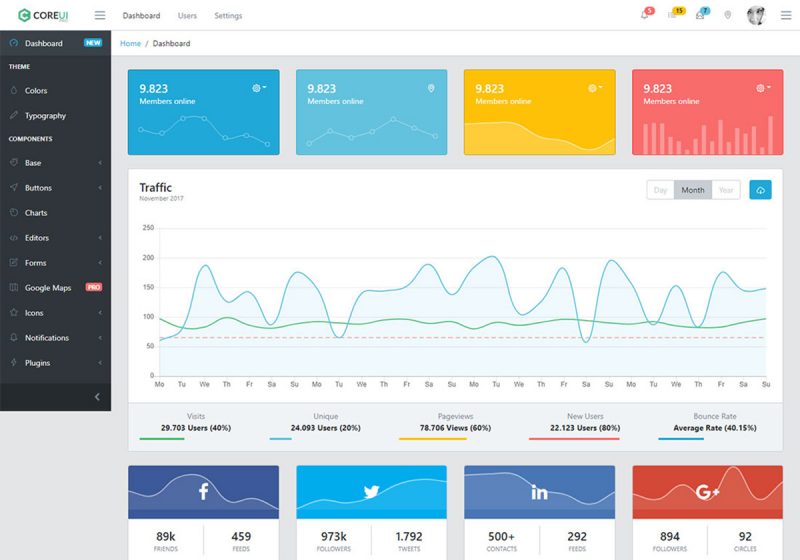 COREUI
Dashboard Users Settings
5 15 7
Dashboard NEW
THEME
Colors
Typography
COMPONENTS
Base
Buttons
Charts
Editors
Forms
Google Maps PRO
Icons
Notifications
Plugins
Home / Dashboard
9.823 9.823 9.823 9.823
Members online Members online Members online Members online
Traffic
November 2017
Day Month Year
250
200
150
100
50
0
Mo Tu We Th Fr Sa Su Mo Tu We Th Fr Sa Su Mo Tu We Th Fr Sa Su Mo Tu We Th Fr Sa Su
Visits Unique Pageviews New Users Bounce Rate
29.703 Users (40%) 24.093 Users (20%) 78.706 Views (60%) 22.123 Users (80%) Average Rate (40.15%)
f in G+
89k 459 973k 1.792 500+ 292 894 92
FRIENDS FEEDS FOLLOWERS TWEETS CONTACTS FEEDS FOLLOWERS CIRCLES